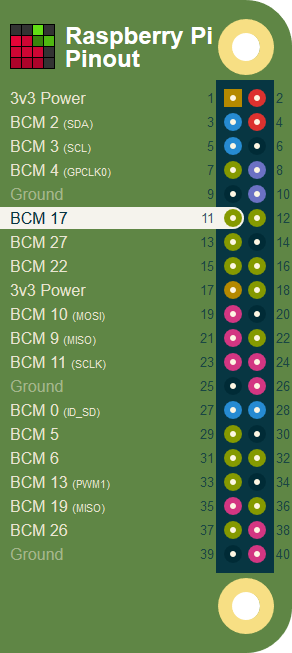 Raspberry Pi
Pinout
3v3 Power 1 2
BCM 2 (SDA) 3 4
BCM 3 (SCL) 5 6
BCM 4 (GPCLK0) 7 8
Ground 9 10
BCM 17 11 12
BCM 27 13 14
BCM 22 15 16
3v3 Power 17 18
BCM 10 (MOSI) 19 20
BCM 9 (MISO) 21 22
BCM 11 (SCLK) 23 24
Ground 25 26
BCM 0 (ID_SD) 27 28
BCM 5 29 30
BCM 6 31 32
BCM 13 (PWM1) 33 34
BCM 19 (MISO) 35 36
BCM 26 37 38
Ground 39 40